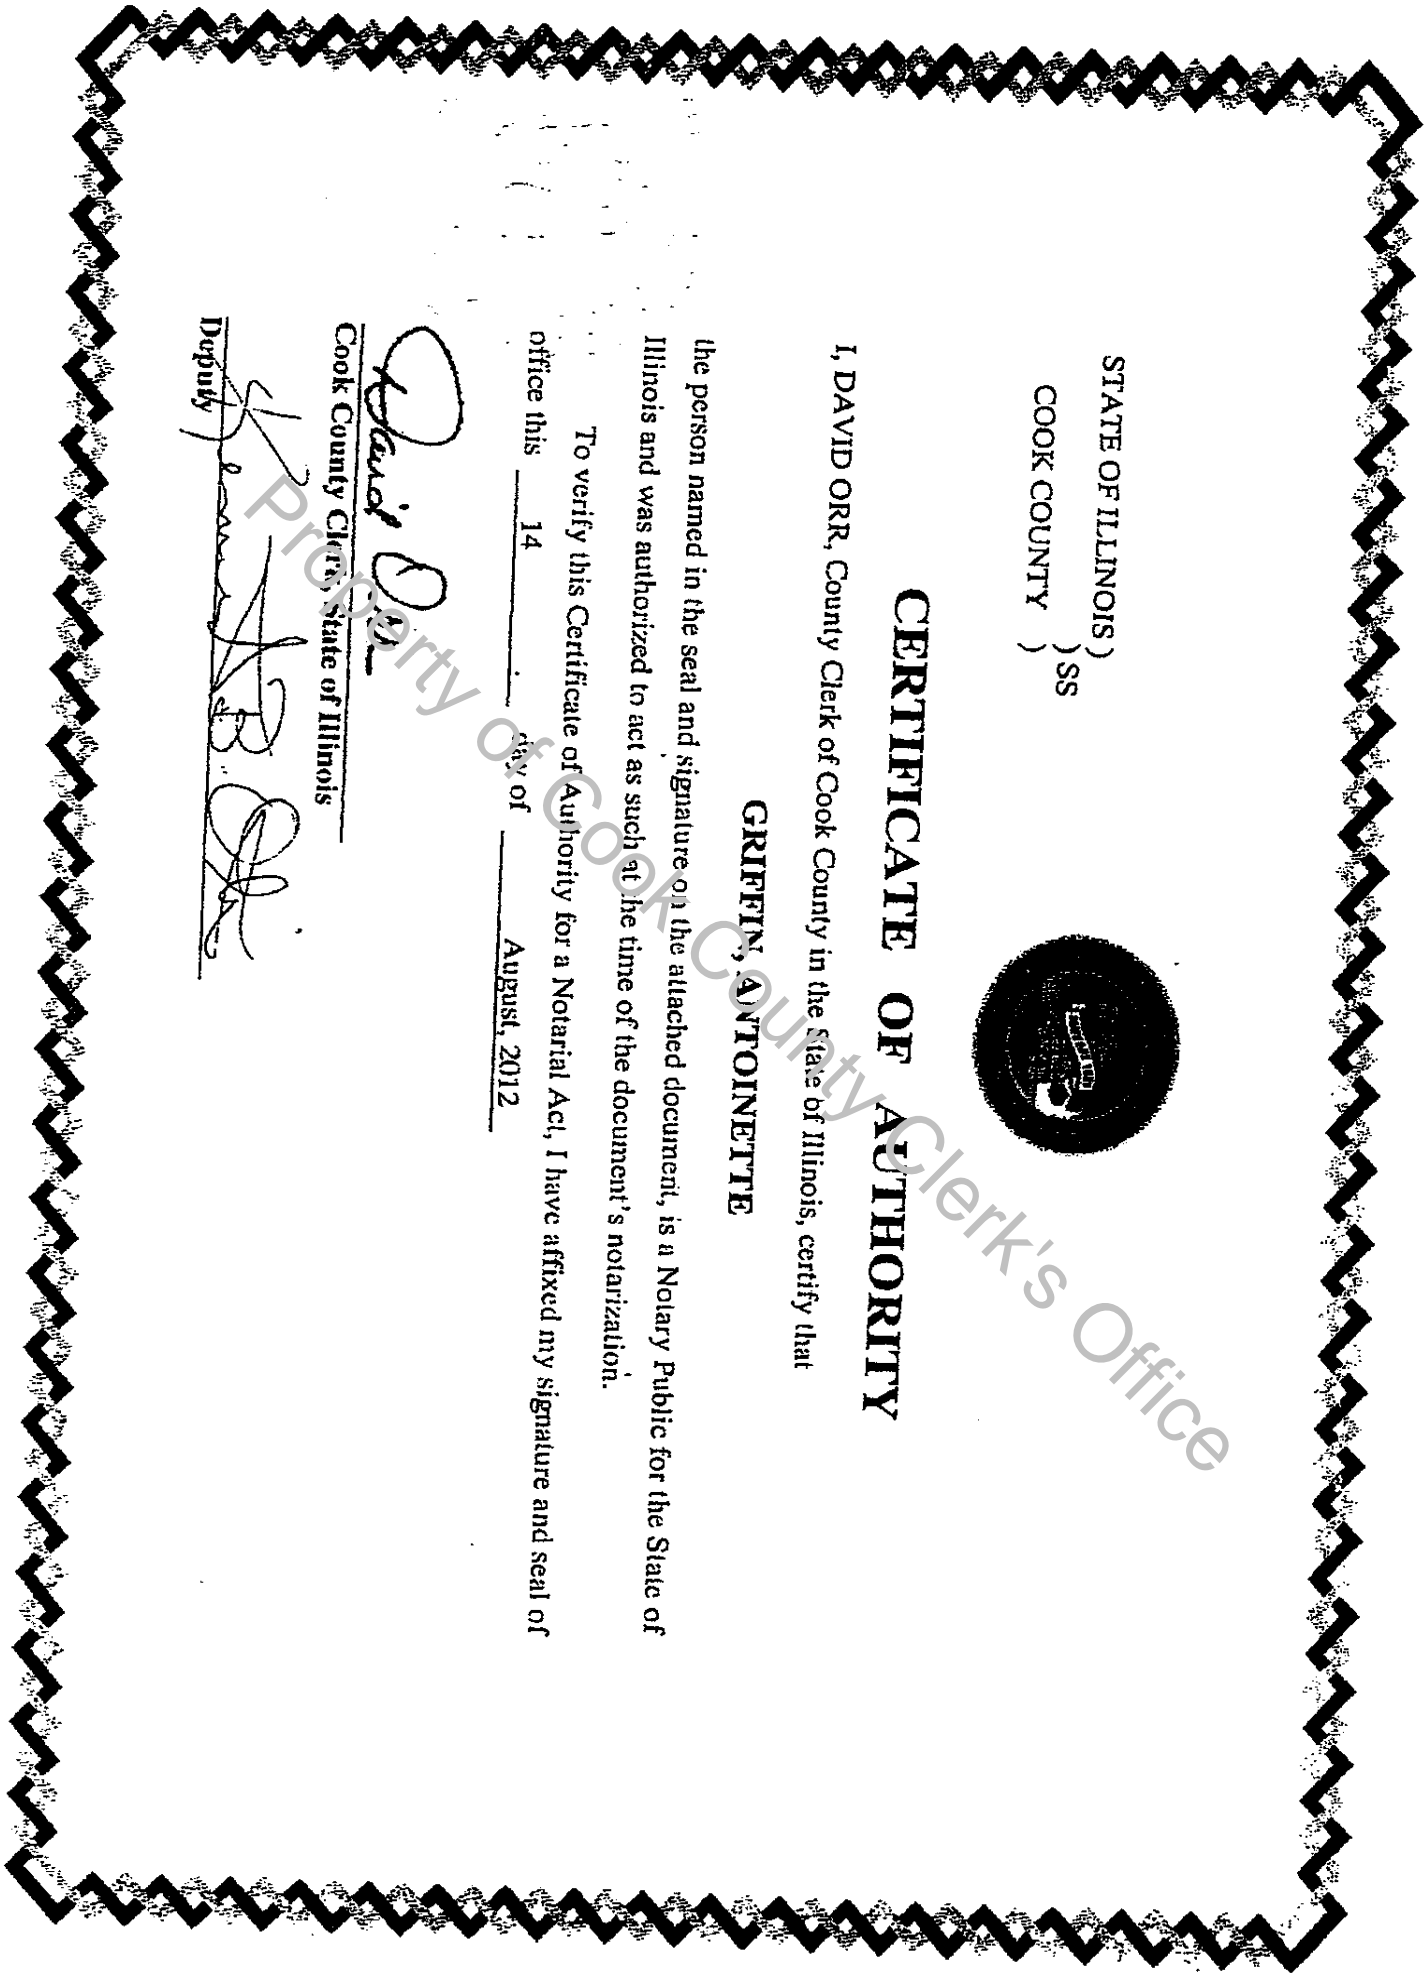 STATE OF ILLINOIS )
) SS
COOK COUNTY )
CERTIFICATE OF AUTHORITY
I, DAVID ORR, County Clerk of Cook County in the State of Illinois, certify that
GRIFFIN, ANTOINETTE
the person named in the seal and signature on the attached document, is a Notary Public for the State of
Illinois and was authorized to act as such at the time of the document's notarization.
To verify this Certificate of Authority for a Notarial Act, I have affixed my signature and seal of
office this 14 day of August, 2012
David Orr
Cook County Clerk, State of Illinois
Deputy
Property of Cook County Clerk's Office